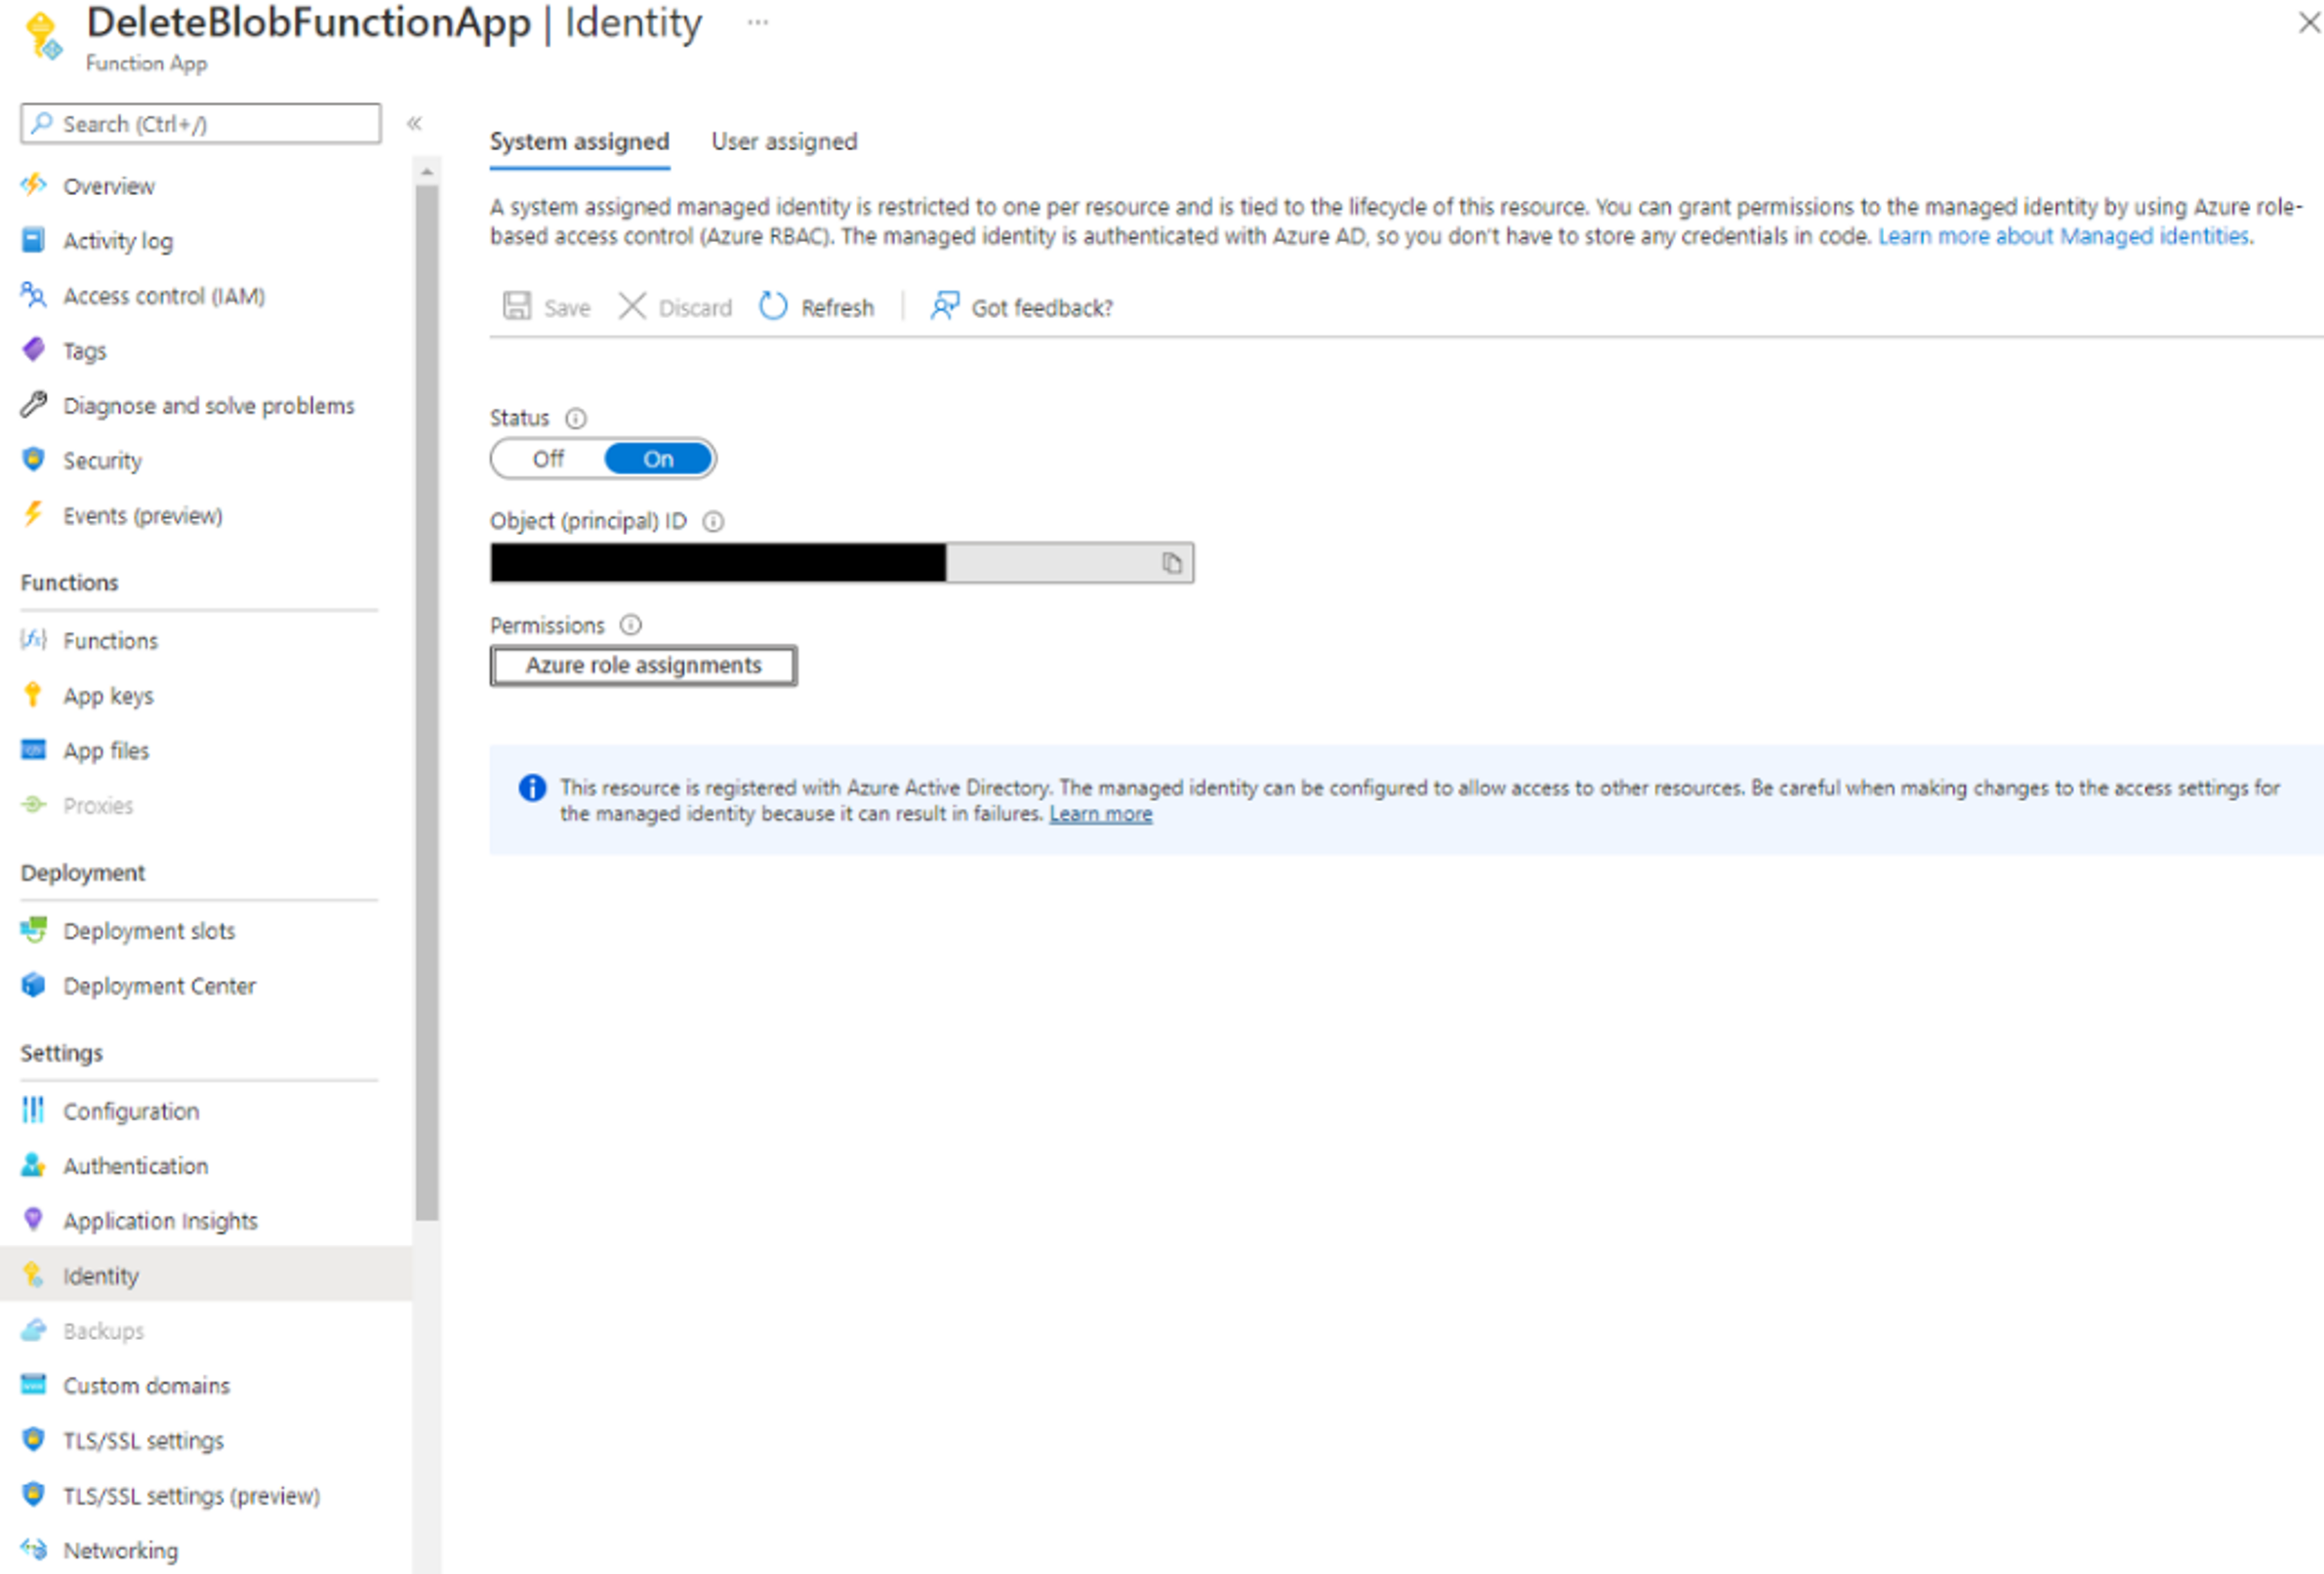 DeleteBlobFunctionApp | Identity ...
Function App
Search (Ctrl+/)
Overview
Activity log
Access control (IAM)
Tags
Diagnose and solve problems
Security
Events (preview)
Functions
Functions
App keys
App files
Proxies
Deployment
Deployment slots
Deployment Center
Settings
Configuration
Authentication
Application Insights
Identity
Backups
Custom domains
TLS/SSL settings
TLS/SSL settings (preview)
Networking
System assigned User assigned
A system assigned managed identity is restricted to one per resource and is tied to the lifecycle of this resource. You can grant permissions to the managed identity by using Azure role-
based access control (Azure RBAC). The managed identity is authenticated with Azure AD, so you don't have to store any credentials in code. Learn more about Managed identities.
Save Discard Refresh Got feedback?
Status
Off On
Object (principal) ID
Permissions
Azure role assignments
This resource is registered with Azure Active Directory. The managed identity can be configured to allow access to other resources. Be careful when making changes to the access settings for
the managed identity because it can result in failures. Learn more